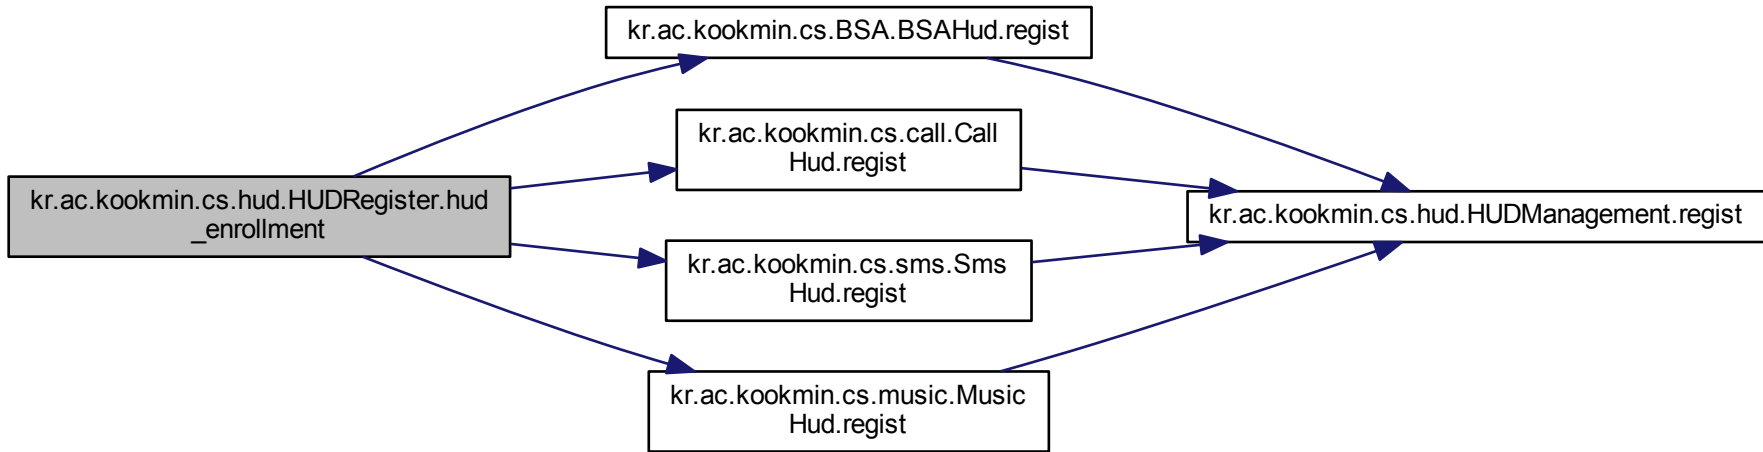 kr.ac.kookmin.cs.BSA.BSAHud.regist
kr.ac.kookmin.cs.call.Call
Hud.regist
kr.ac.kookmin.cs.hud.HUDRegister.hud
_enrollment
kr.ac.kookmin.cs.hud.HUDManagement.regist
kr.ac.kookmin.cs.sms.Sms
Hud.regist
kr.ac.kookmin.cs.music.Music
Hud.regist